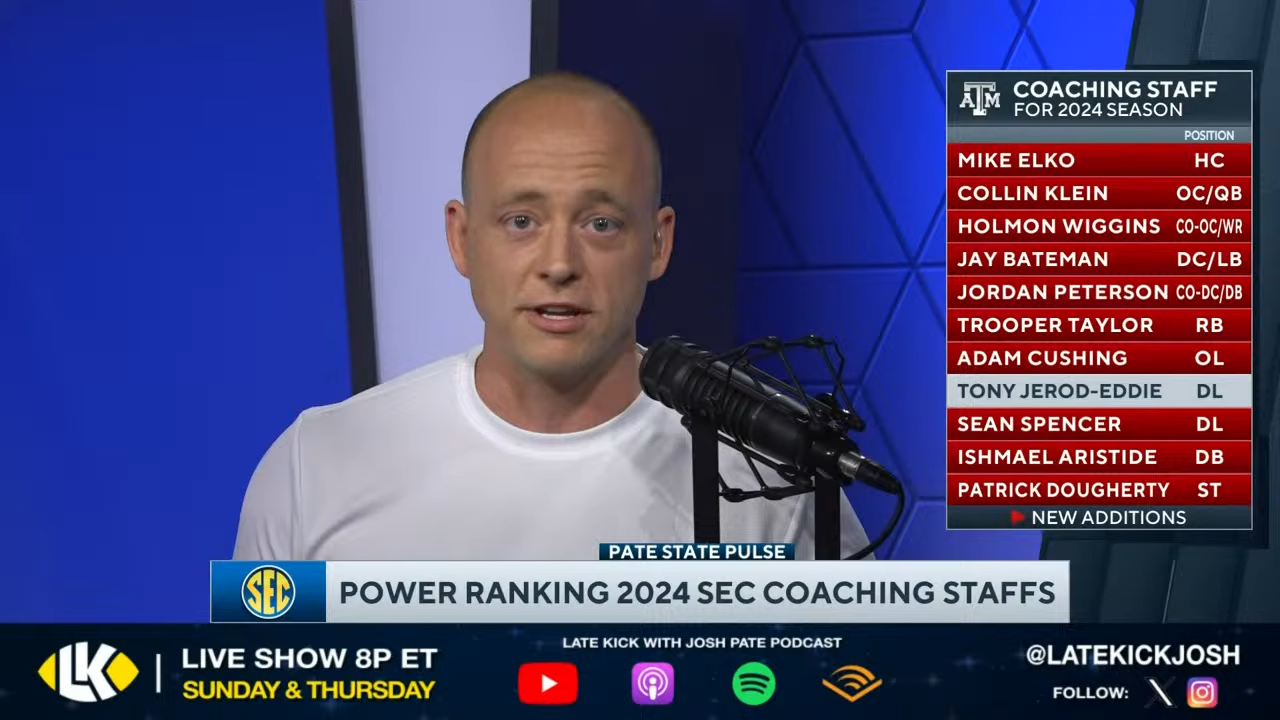 ATM
COACHING STAFF
FOR 2024 SEASON
POSITION
MIKE ELKO HC
COLLIN KLEIN OC/QB
HOLMON WIGGINS CO-OC/WR
JAY BATEMAN DC/LB
JORDAN PETERSON CO-DC/DB
TROOPER TAYLOR RB
ADAM CUSHING OL
TONY JEROD-EDDIE DL
SEAN SPENCER DL
ISHMAEL ARISTIDE DB
PATRICK DOUGHERTY ST
NEW ADDITIONS
PATE STATE PULSE
SEC
POWER RANKING 2024 SEC COACHING STAFFS
LK
LIVE SHOW 8P ET
SUNDAY & THURSDAY
LATE KICK WITH JOSH PATE PODCAST
@LATEKICKJOSH
FOLLOW: